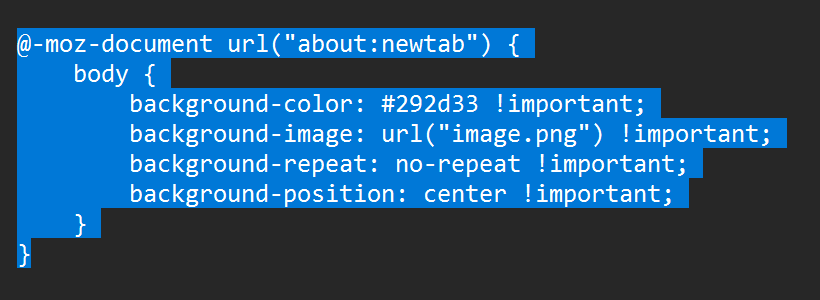 @-moz-document url("about:newtab") {
    body {
        background-color: #292d33 !important;
        background-image: url("image.png") !important;
        background-repeat: no-repeat !important;
        background-position: center !important;
    }
}